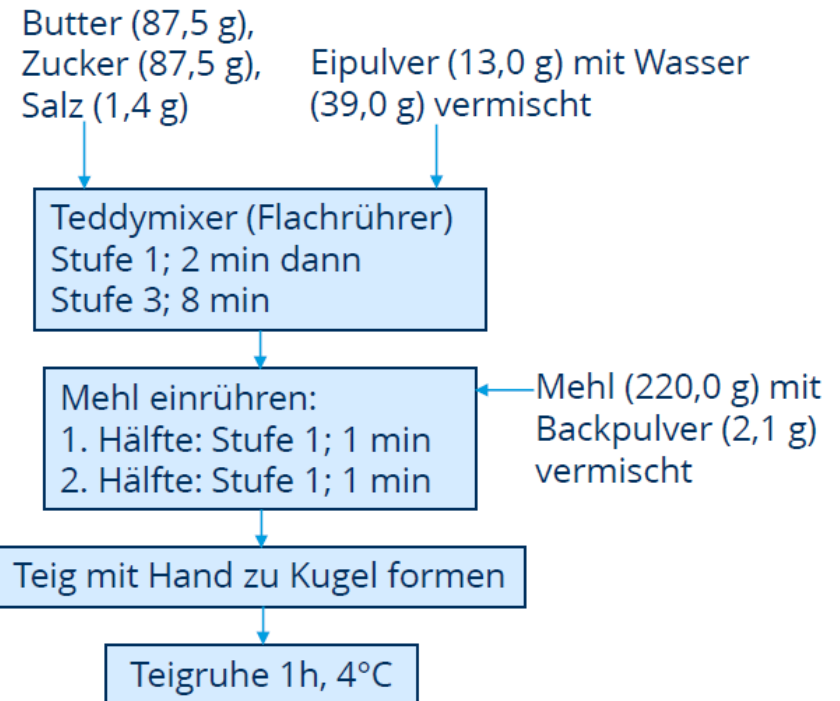 Butter (87,5 g),
Zucker (87,5 g),
Salz (1,4 g)
Eipulver (13,0 g) mit Wasser
(39,0 g) vermischt
Teddymixer (Flachrührer)
Stufe 1; 2 min dann
Stufe 3; 8 min
Mehl einrühren:
1. Hälfte: Stufe 1; 1 min
2. Hälfte: Stufe 1; 1 min
Mehl (220,0 g) mit
Backpulver (2,1 g)
vermischt
Teig mit Hand zu Kugel formen
Teigruhe 1h, 4°C